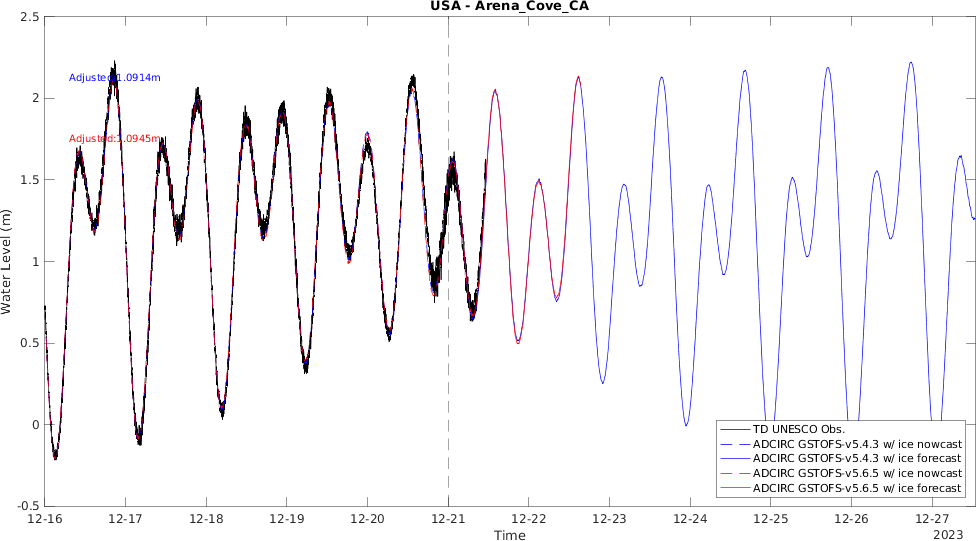 USA - Arena_Cove_CA
2.5
2
1.5
1
0.5
0
-0.5
Water Level (m)
Adjusted:1.0914m
Adjusted:1.0945m
TD UNESCO Obs.
ADCIRC GSTOFS-v5.4.3 w/ ice nowcast
ADCIRC GSTOFS-v5.4.3 w/ ice forecast
ADCIRC GSTOFS-v5.6.5 w/ ice nowcast
ADCIRC GSTOFS-v5.6.5 w/ ice forecast
12-16 12-17 12-18 12-19 12-20 12-21 12-22 12-23 12-24 12-25 12-26 12-27
Time
2023